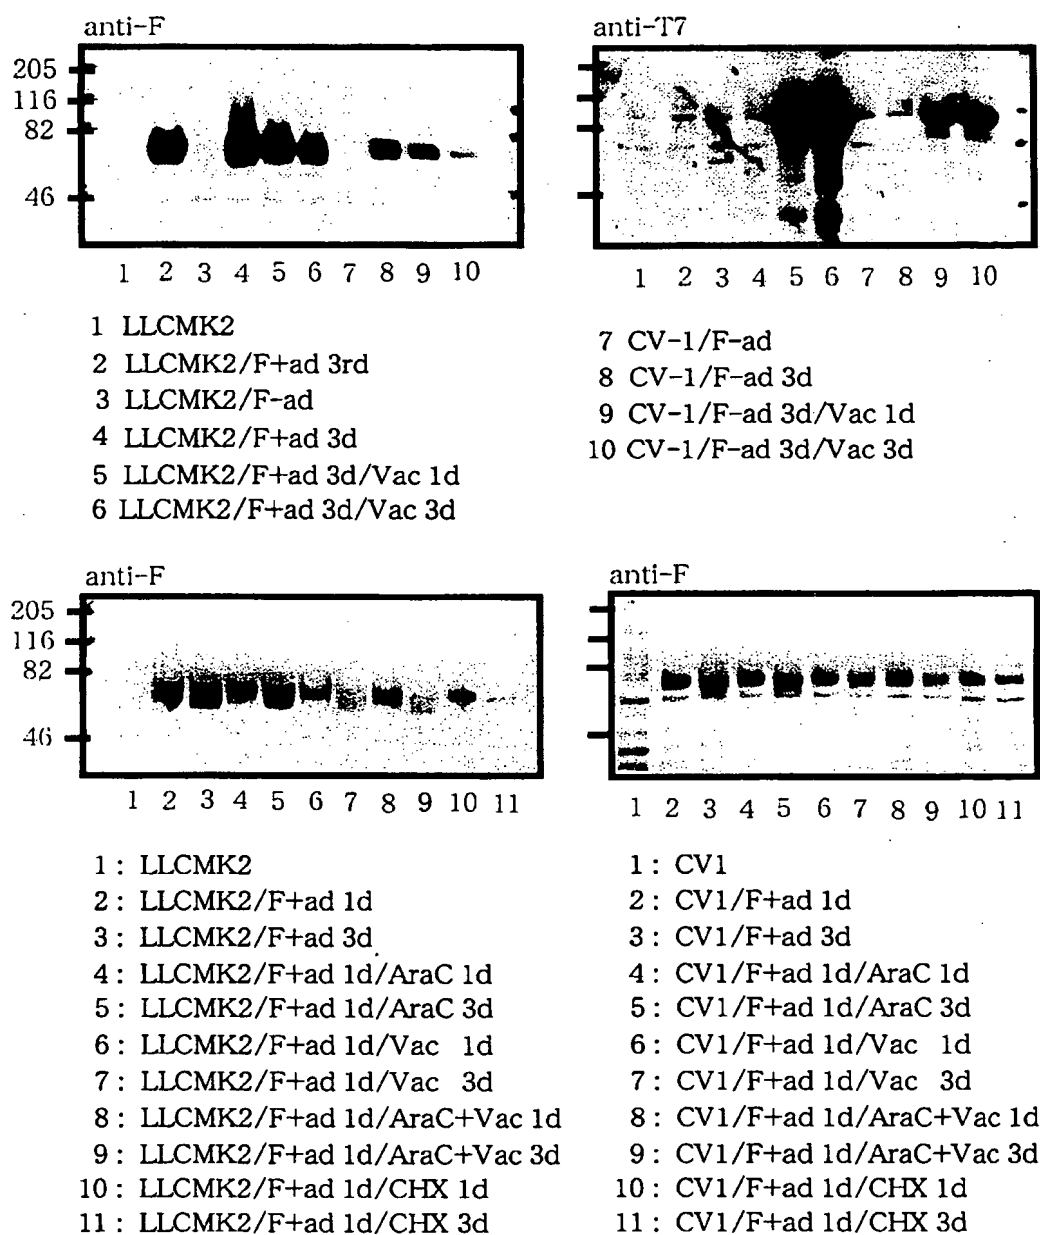 anti-F
205
116
82
46
1 2 3 4 5 6 7 8 9 10
anti-T7
1 2 3 4 5 6 7 8 9 10
1 LLCMK2
2 LLCMK2/F+ad 3rd
3 LLCMK2/F-ad
4 LLCMK2/F+ad 3d
5 LLCMK2/F+ad 3d/Vac 1d
6 LLCMK2/F+ad 3d/Vac 3d
7 CV-1/F-ad
8 CV-1/F-ad 3d
9 CV-1/F-ad 3d/Vac 1d
10 CV-1/F-ad 3d/Vac 3d
anti-F
205
116
82
46
1 2 3 4 5 6 7 8 9 10 11
1 : LLCMK2
2 : LLCMK2/F+ad 1d
3 : LLCMK2/F+ad 3d
4 : LLCMK2/F+ad 1d/AraC 1d
5 : LLCMK2/F+ad 1d/AraC 3d
6 : LLCMK2/F+ad 1d/Vac 1d
7 : LLCMK2/F+ad 1d/Vac 3d
8 : LLCMK2/F+ad 1d/AraC+Vac 1d
9 : LLCMK2/F+ad 1d/AraC+Vac 3d
10 : LLCMK2/F+ad 1d/CHX 1d
11 : LLCMK2/F+ad 1d/CHX 3d
anti-F
1 2 3 4 5 6 7 8 9 10 11
1 : CV1
2 : CV1/F+ad 1d
3 : CV1/F+ad 3d
4 : CV1/F+ad 1d/AraC 1d
5 : CV1/F+ad 1d/AraC 3d
6 : CV1/F+ad 1d/Vac 1d
7 : CV1/F+ad 1d/Vac 3d
8 : CV1/F+ad 1d/AraC+Vac 1d
9 : CV1/F+ad 1d/AraC+Vac 3d
10 : CV1/F+ad 1d/CHX 1d
11 : CV1/F+ad 1d/CHX 3d